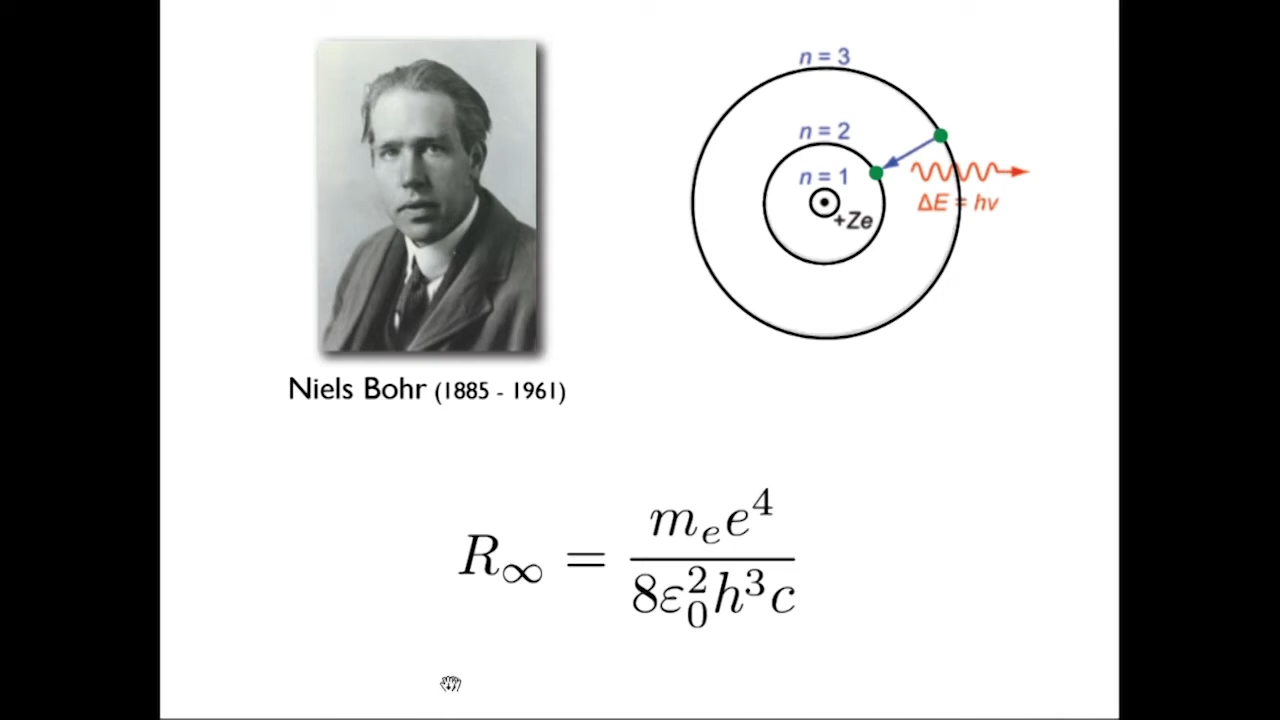 n = 3
n = 2
n = 1
+Ze
ΔE = hν
Niels Bohr (1885 - 1961)
R∞ = mₑe⁴ / 8ε₀²h³c